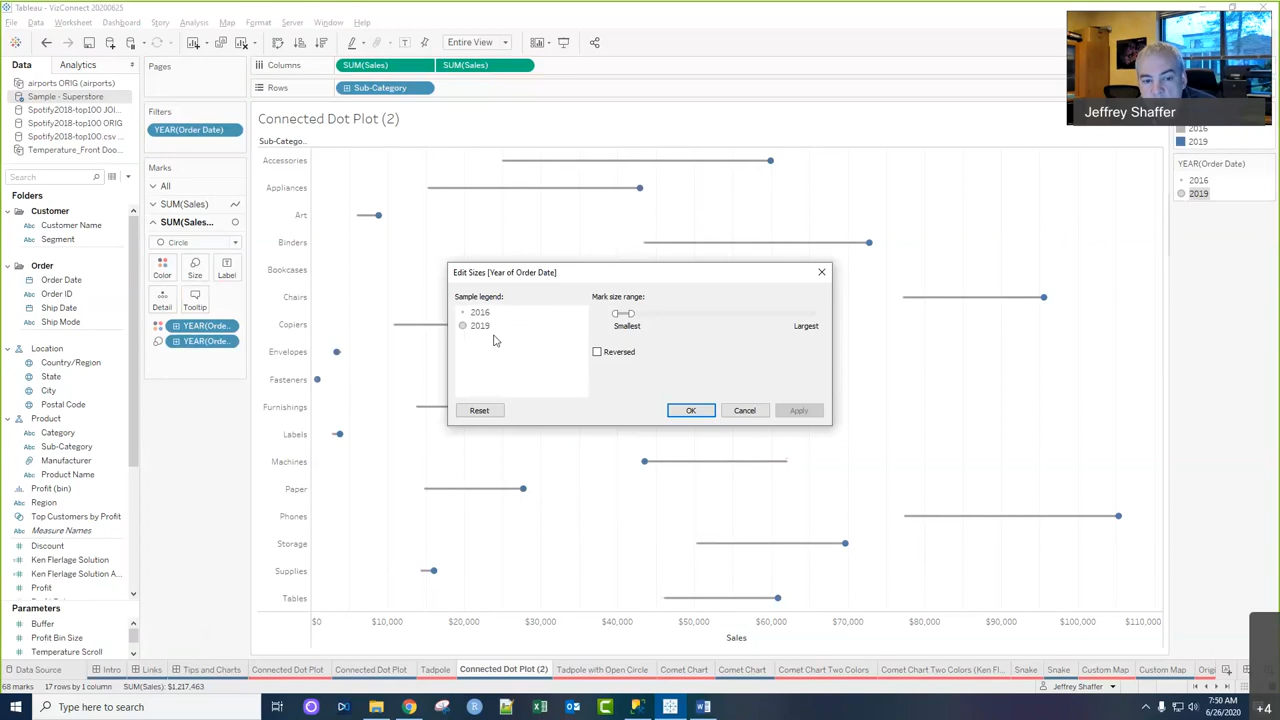 Tableau - VizConnect 20200625
File Data Worksheet Dashboard Story Analysis Map Format Server Window Help
Entire View
Data Analytics
airports ORIG (airports)
Sample - Superstore
Spotify2018-top100 JOI...
Spotify2018-top100 ORIG
Spotify2018-top100.csv ...
Temperature_Front Doo...
Search
Folders
Customer
Customer Name
Segment
Order
Order Date
Order ID
Ship Date
Ship Mode
Location
Country/Region
State
City
Postal Code
Product
Category
Sub-Category
Manufacturer
Product Name
Profit (bin)
Region
Top Customers by Profit
Measure Names
Discount
Ken Flerlage Solution
Ken Flerlage Solution A...
Profit
Parameters
Buffer
Profit Bin Size
Temperature Scroll
Pages
Filters
YEAR(Order Date)
Marks
All
SUM(Sales)
SUM(Sales...
Circle
Color Size Label
Detail Tooltip
YEAR(Orde..
YEAR(Orde..
Columns SUM(Sales) SUM(Sales)
Rows Sub-Category
Connected Dot Plot (2)
Sub-Catego..
Accessories
Appliances
Art
Binders
Bookcases
Chairs
Copiers
Envelopes
Fasteners
Furnishings
Labels
Machines
Paper
Phones
Storage
Supplies
Tables
$0 $10,000 $20,000 $30,000 $40,000 $50,000 $60,000 $70,000 $80,000 $90,000 $100,000 $110,000
Sales
Edit Sizes [Year of Order Date]
Sample legend:
2016
2019
Mark size range:
Smallest Largest
Reversed
Reset OK Cancel Apply
Jeffrey Shaffer
2016
2019
YEAR(Order Date)
2016
2019
Data Source Intro Links Tips and Charts Connected Dot Plot Connected Dot Plot Tadpole Connected Dot Plot (2) Tadpole with Open Circle Comet Chart Comet Chart Comet Chart Two Colors Comet Chart Two Colors (Ken Fl... Snake Snake Custom Map Custom Map Origi
68 marks 17 rows by 1 column SUM(Sales): $1,217,463
Jeffrey Shaffer
Type here to search
7:50 AM
6/26/2020
+4